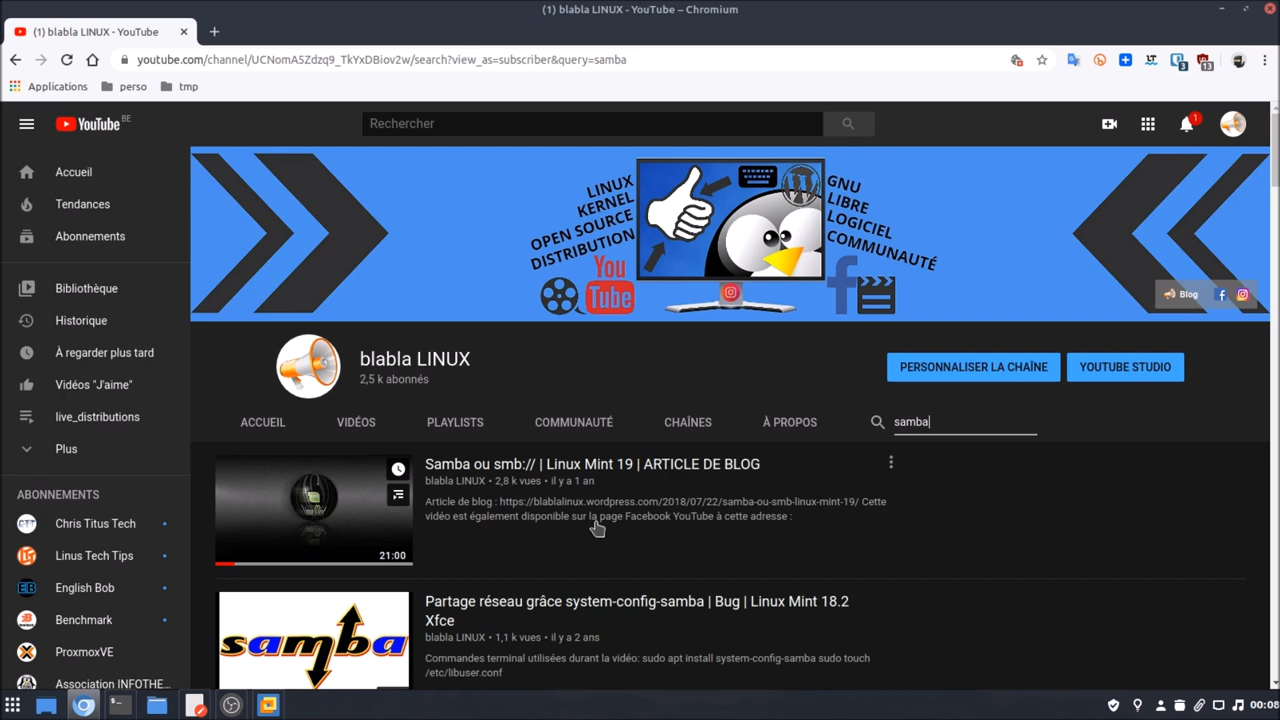 (1) blabla LINUX - YouTube – Chromium
(1) blabla LINUX - YouTube
youtube.com/channel/UCNomA5Zdzq9_TkYxDBiov2w/search?view_as=subscriber&query=samba
3
13
Applications
perso
tmp
YouTube BE
Rechercher
1
Accueil
Tendances
Abonnements
Bibliothèque
Historique
À regarder plus tard
Vidéos "J'aime"
live_distributions
Plus
ABONNEMENTS
Chris Titus Tech
Linus Tech Tips
English Bob
Benchmark
ProxmoxVE
Association INFOTHE...
LINUX
KERNEL
OPEN SOURCE
DISTRIBUTION
You
Tube
GNU
LIBRE
LOGICIEL
COMMUNAUTÉ
Blog
blabla LINUX
2,5 k abonnés
PERSONNALISER LA CHAÎNE
YOUTUBE STUDIO
ACCUEIL
VIDÉOS
PLAYLISTS
COMMUNAUTÉ
CHAÎNES
À PROPOS
samba
21:00
Samba ou smb:// | Linux Mint 19 | ARTICLE DE BLOG
blabla LINUX • 2,8 k vues • il y a 1 an
Article de blog : https://blablalinux.wordpress.com/2018/07/22/samba-ou-smb-linux-mint-19/ Cette
vidéo est également disponible sur la page Facebook YouTube à cette adresse :
samba
Partage réseau grâce system-config-samba | Bug | Linux Mint 18.2
Xfce
blabla LINUX • 1,1 k vues • il y a 2 ans
Commandes terminal utilisées durant la vidéo: sudo apt install system-config-samba sudo touch
/etc/libuser.conf
00:08